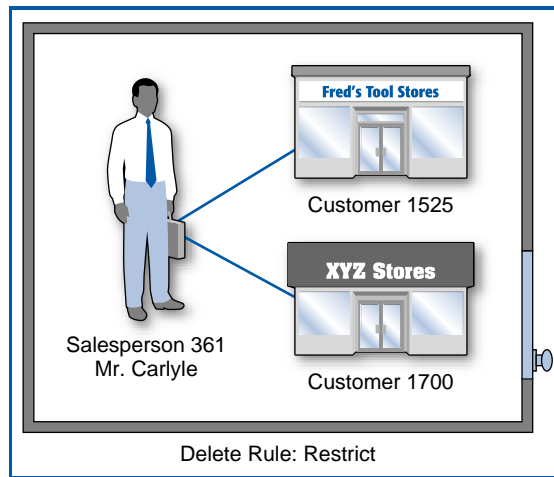 Fred's Tool Stores
Customer 1525
XYZ Stores
Customer 1700
Salesperson 361
Mr. Carlyle
Delete Rule: Restrict